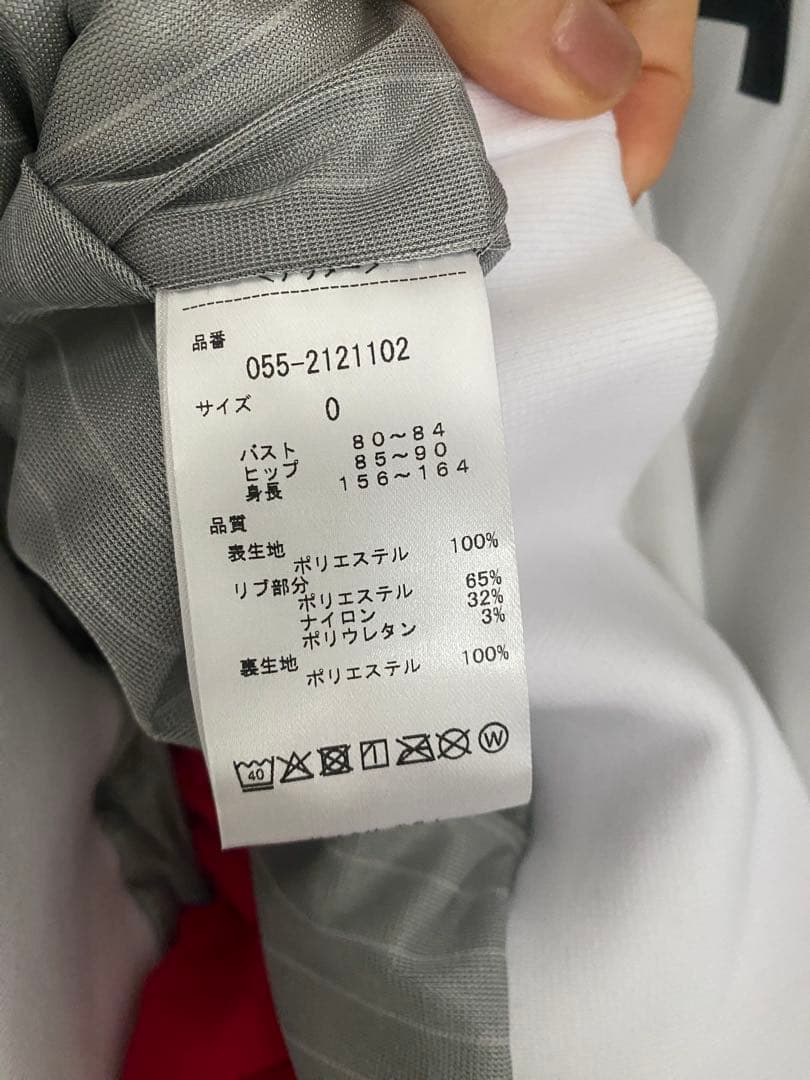 品番
055-2121102
サイズ 0
バスト 80～84
ヒップ 85～90
身長 156～164
品質
表生地
ポリエステル 100%
リブ部分
ポリエステル 65%
ナイロン 32%
ポリウレタン 3%
裏生地
ポリエステル 100%
40
W